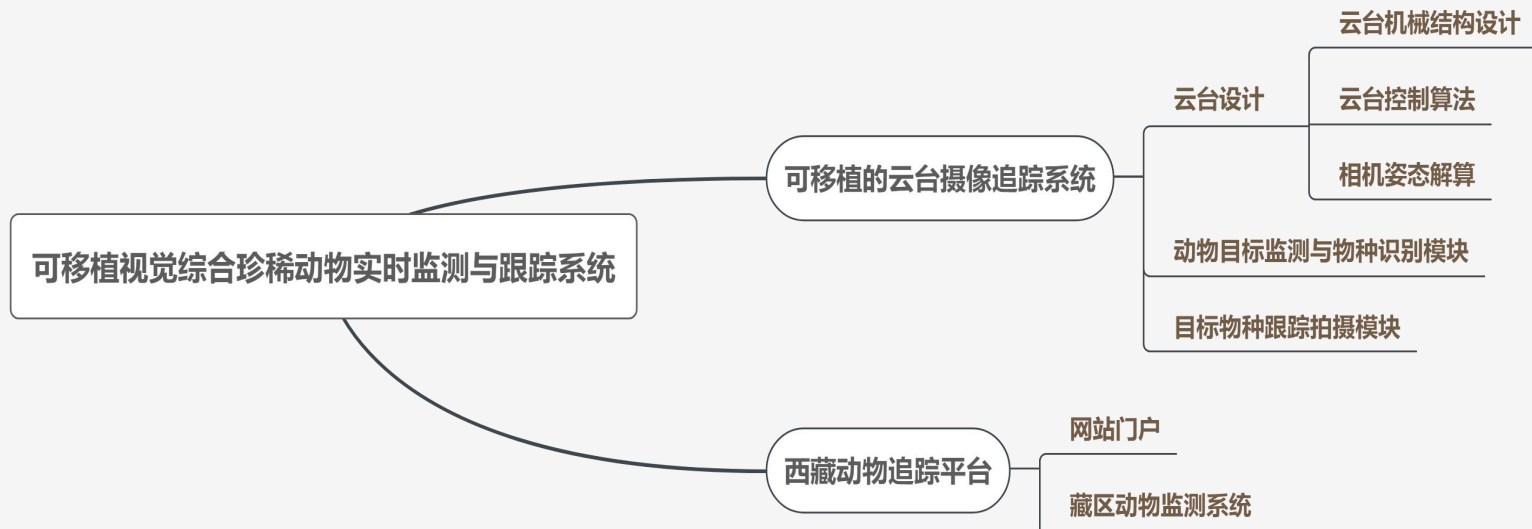 可移植视觉综合珍稀动物实时监测与跟踪系统
可移植的云台摄像追踪系统
云台设计
云台机械结构设计
云台控制算法
相机姿态解算
动物目标监测与物种识别模块
目标物种跟踪拍摄模块
西藏动物追踪平台
网站门户
藏区动物监测系统